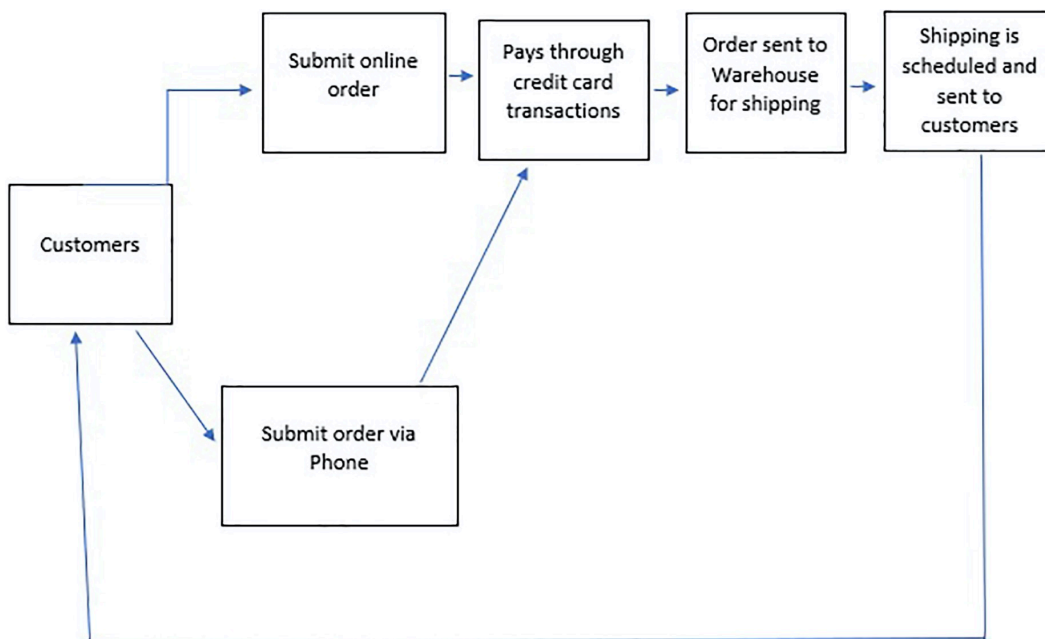 Submit online
order
Pays through
credit card
transactions
Order sent to
Warehouse
for shipping
Shipping is
scheduled and
sent to
customers
Customers
Submit order via
Phone